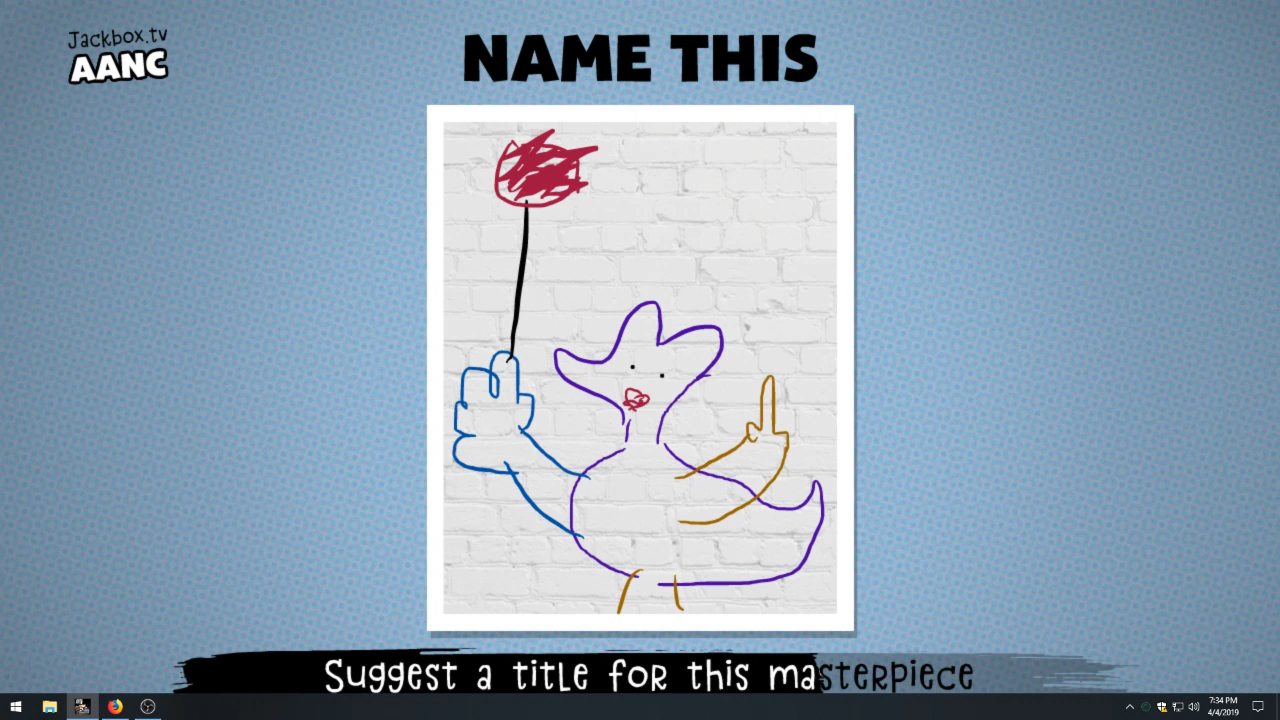 Jackbox.tv
AANC
NAME THIS
Suggest a title for this masterpiece
7:34 PM
4/4/2019